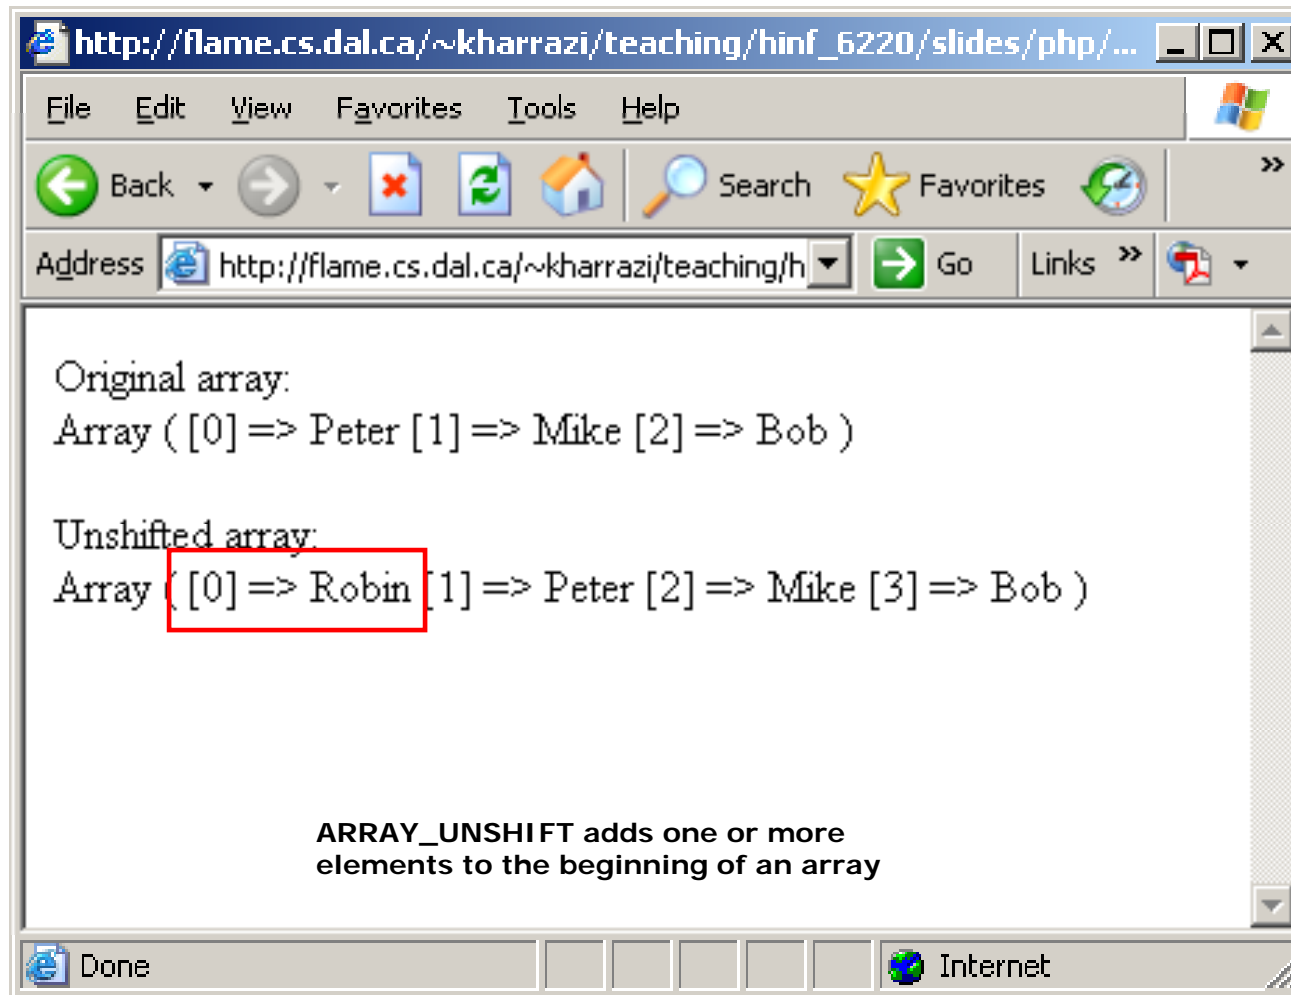 http://flame.cs.dal.ca/~kharrazi/teaching/hinf_6220/slides/php/...
File Edit View Favorites Tools Help
Back Search Favorites »
Address http://flame.cs.dal.ca/~kharrazi/teaching/h Go Links »
Original array:
Array ( [0] => Peter [1] => Mike [2] => Bob )
Unshifted array:
Array ( [0] => Robin [1] => Peter [2] => Mike [3] => Bob )
ARRAY_UNSHIFT adds one or more
elements to the beginning of an array
Done Internet